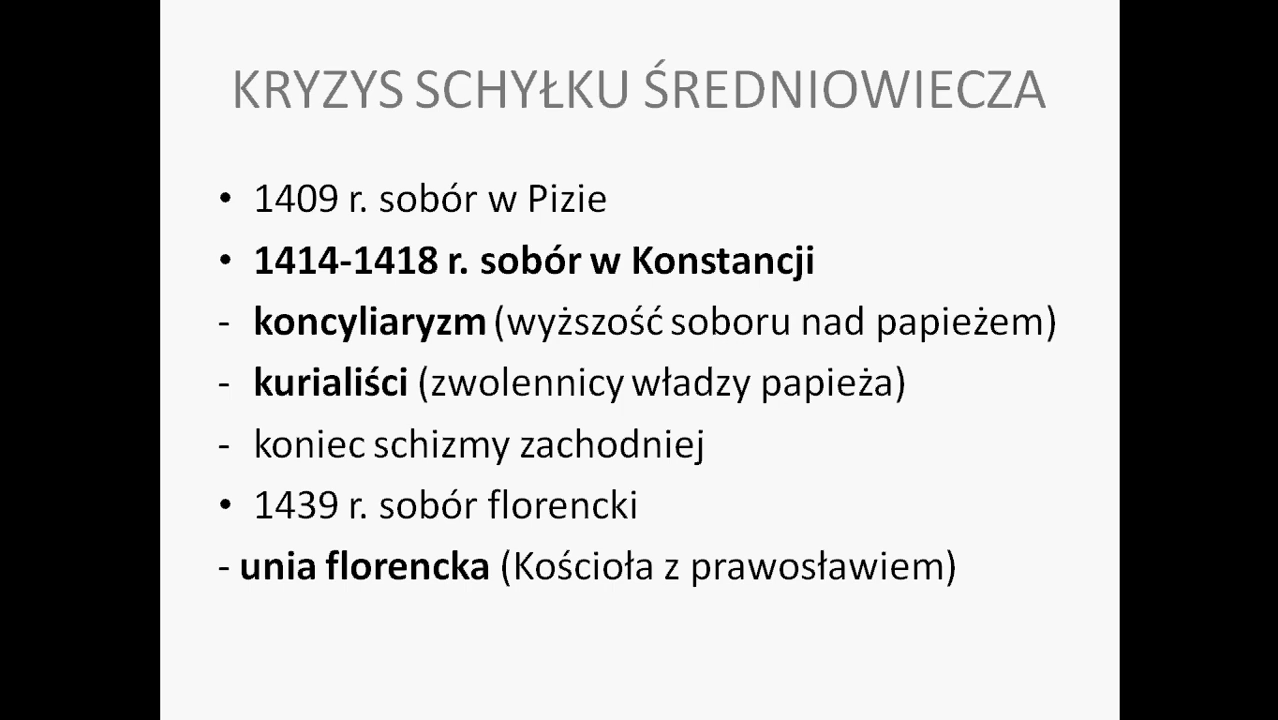 KRYZYS SCHYŁKU ŚREDNIOWIECZA
• 1409 r. sobór w Pizie
• 1414-1418 r. sobór w Konstancji
- koncyliaryzm (wyższość soboru nad papieżem)
- kurialiści (zwolennicy władzy papieża)
- koniec schizmy zachodniej
• 1439 r. sobór florencki
- unia florencka (Kościoła z prawosławiem)